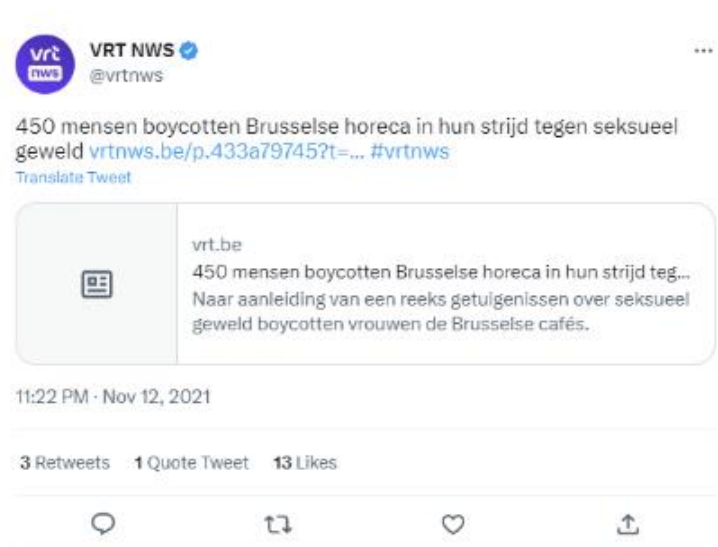 vrt
nws
VRT NWS
@vrtnws
450 mensen boycotten Brusselse horeca in hun strijd tegen seksueel
geweld vrtnws.be/p.433a79745?t=... #vrtnws
Translate Tweet
vrt.be
450 mensen boycotten Brusselse horeca in hun strijd teg...
Naar aanleiding van een reeks getuigenissen over seksueel
geweld boycotten vrouwen de Brusselse cafés.
11:22 PM · Nov 12, 2021
3 Retweets 1 Quote Tweet 13 Likes